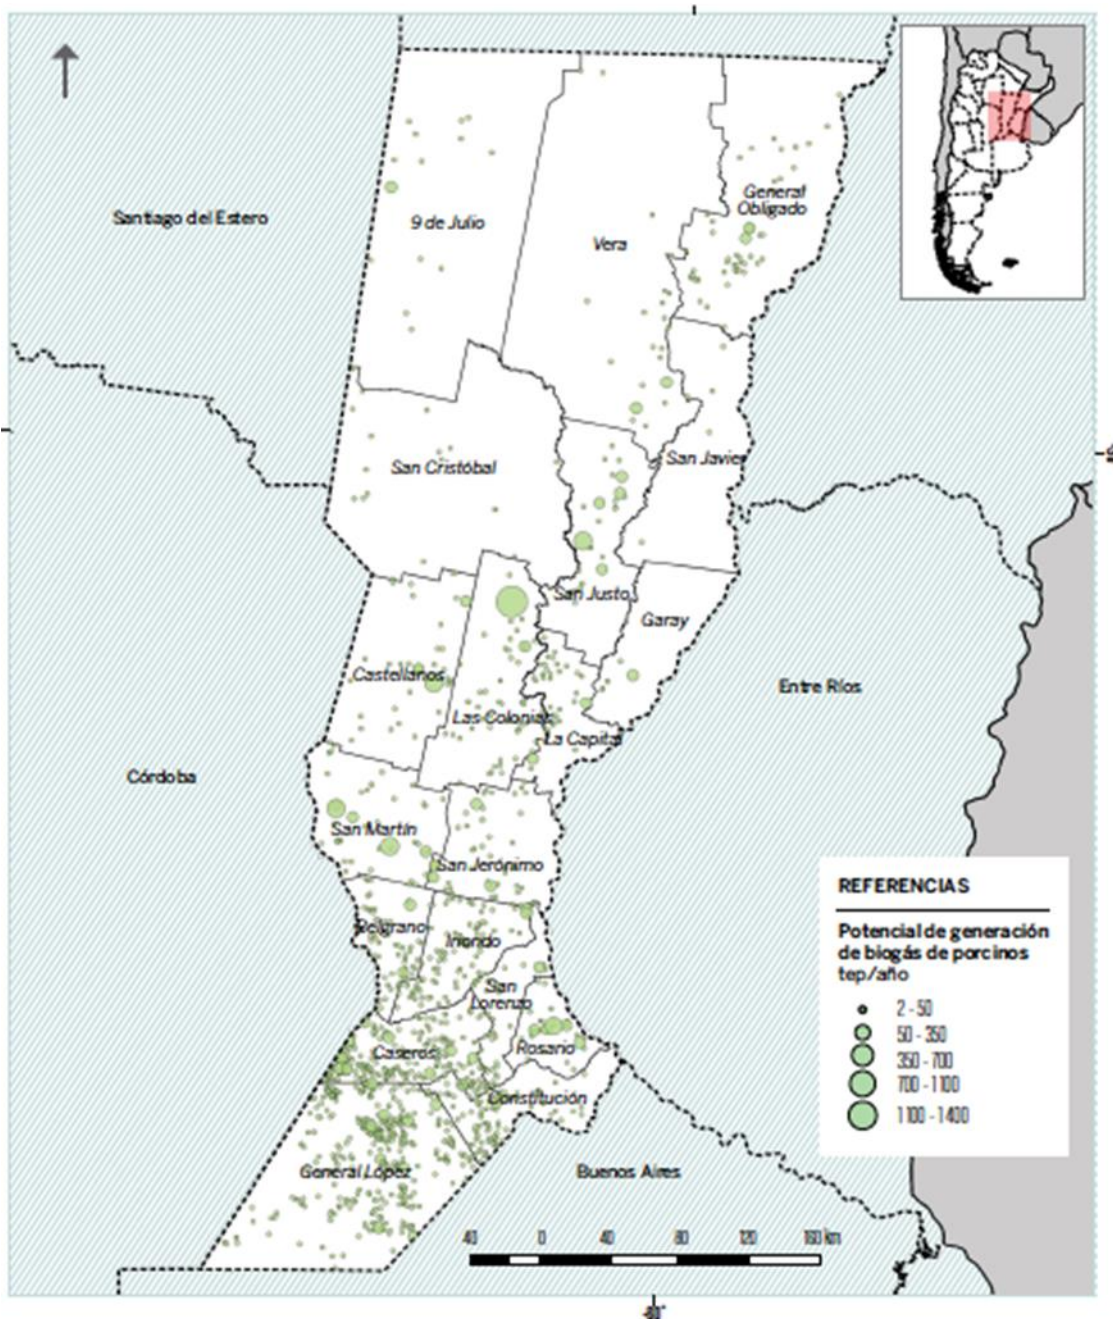 Santiago del Estero
9 de Julio
Vera
General
Obligado
San Cristóbal
San Javier
San Justo
Garay
Castellanos
Las Colonias
La Capital
Entre Ríos
Córdoba
San Martín
San Jerónimo
Belgrano
Iriondo
San
Lorenzo
Caseros
Rosario
Constitución
General López
Buenos Aires
REFERENCIAS
Potencial de generación
de biogás de porcinos
tep/año
2 - 50
50 - 350
350 - 700
700 - 1100
1100 - 1400
40 0 40 80 120 160 km
-60°